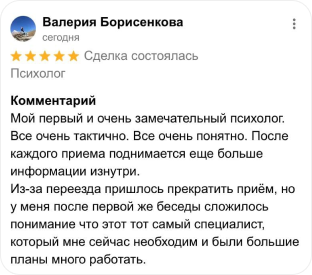 Валерия Борисенкова
сегодня
Сделка состоялась
Психолог
Комментарий
Мой первый и очень замечательный психолог.
Все очень тактично. Все очень понятно. После
каждого приема поднимается еще больше
информации изнутри.
Из-за переезда пришлось прекратить приём, но
у меня после первой же беседы сложилось
понимание что этот тот самый специалист,
который мне сейчас необходим и были большие
планы много работать.